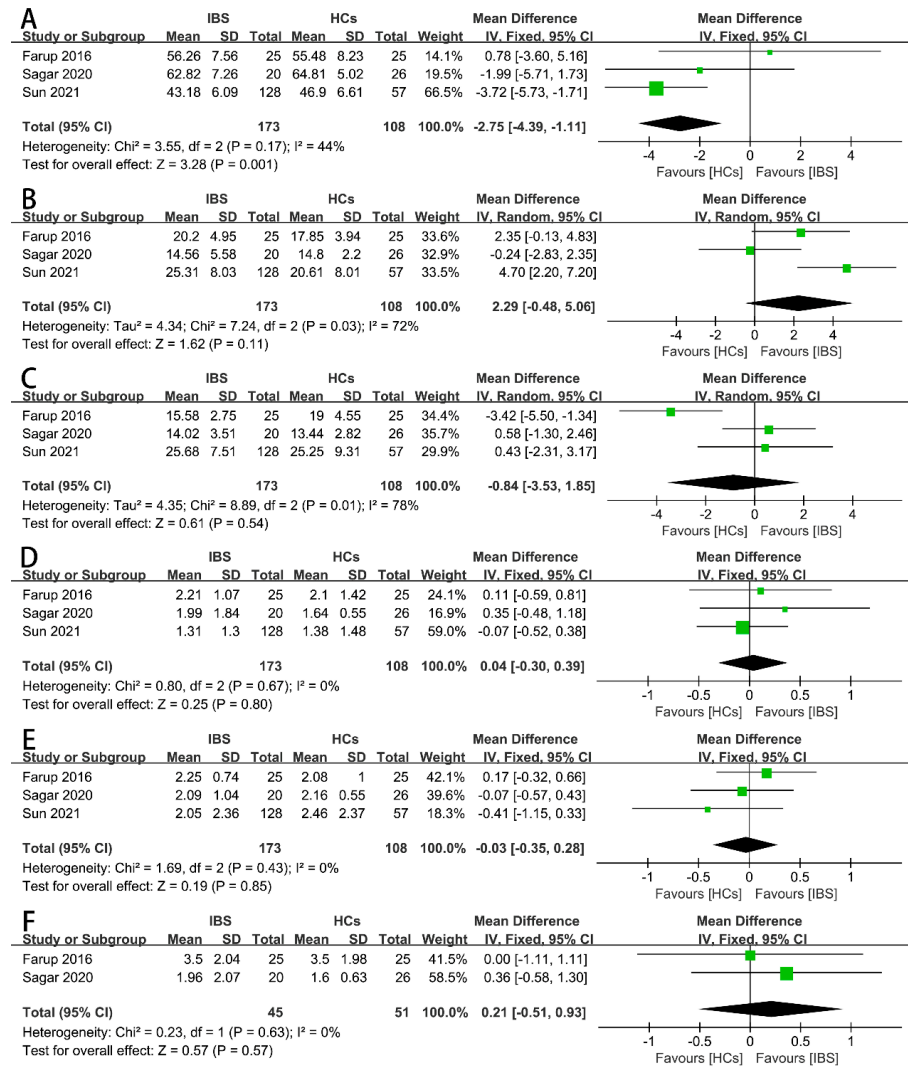 A
IBS HCs Mean Difference Mean Difference
Study or Subgroup Mean SD Total Mean SD Total Weight IV, Fixed, 95% CI IV, Fixed, 95% CI
Farup 2016 56.26 7.56 25 55.48 8.23 25 14.1% 0.78 [-3.60, 5.16]
Sagar 2020 62.82 7.26 20 64.81 5.02 26 19.5% -1.99 [-5.71, 1.73]
Sun 2021 43.18 6.09 128 46.9 6.61 57 66.5% -3.72 [-5.73, -1.71]
Total (95% CI) 173 108 100.0% -2.75 [-4.39, -1.11]
Heterogeneity: Chi² = 3.55, df = 2 (P = 0.17); I² = 44%
Test for overall effect: Z = 3.28 (P = 0.001)
-4 -2 0 2 4
Favours [HCs] Favours [IBS]
B
IBS HCs Mean Difference Mean Difference
Study or Subgroup Mean SD Total Mean SD Total Weight IV, Random, 95% CI IV, Random, 95% CI
Farup 2016 20.2 4.95 25 17.85 3.94 25 33.6% 2.35 [-0.13, 4.83]
Sagar 2020 14.56 5.58 20 14.8 2.2 26 32.9% -0.24 [-2.83, 2.35]
Sun 2021 25.31 8.03 128 20.61 8.01 57 33.5% 4.70 [2.20, 7.20]
Total (95% CI) 173 108 100.0% 2.29 [-0.48, 5.06]
Heterogeneity: Tau² = 4.34; Chi² = 7.24, df = 2 (P = 0.03); I² = 72%
Test for overall effect: Z = 1.62 (P = 0.11)
-4 -2 0 2 4
Favours [HCs] Favours [IBS]
C
IBS HCs Mean Difference Mean Difference
Study or Subgroup Mean SD Total Mean SD Total Weight IV, Random, 95% CI IV, Random, 95% CI
Farup 2016 15.58 2.75 25 19 4.55 25 34.4% -3.42 [-5.50, -1.34]
Sagar 2020 14.02 3.51 20 13.44 2.82 26 35.7% 0.58 [-1.30, 2.46]
Sun 2021 25.68 7.51 128 25.25 9.31 57 29.9% 0.43 [-2.31, 3.17]
Total (95% CI) 173 108 100.0% -0.84 [-3.53, 1.85]
Heterogeneity: Tau² = 4.35; Chi² = 8.89, df = 2 (P = 0.01); I² = 78%
Test for overall effect: Z = 0.61 (P = 0.54)
-4 -2 0 2 4
Favours [HCs] Favours [IBS]
D
IBS HCs Mean Difference Mean Difference
Study or Subgroup Mean SD Total Mean SD Total Weight IV, Fixed, 95% CI IV, Fixed, 95% CI
Farup 2016 2.21 1.07 25 2.1 1.42 25 24.1% 0.11 [-0.59, 0.81]
Sagar 2020 1.99 1.84 20 1.64 0.55 26 16.9% 0.35 [-0.48, 1.18]
Sun 2021 1.31 1.3 128 1.38 1.48 57 59.0% -0.07 [-0.52, 0.38]
Total (95% CI) 173 108 100.0% 0.04 [-0.30, 0.39]
Heterogeneity: Chi² = 0.80, df = 2 (P = 0.67); I² = 0%
Test for overall effect: Z = 0.25 (P = 0.80)
-1 -0.5 0 0.5 1
Favours [HCs] Favours [IBS]
E
IBS HCs Mean Difference Mean Difference
Study or Subgroup Mean SD Total Mean SD Total Weight IV, Fixed, 95% CI IV, Fixed, 95% CI
Farup 2016 2.25 0.74 25 2.08 1 25 42.1% 0.17 [-0.32, 0.66]
Sagar 2020 2.09 1.04 20 2.16 0.55 26 39.6% -0.07 [-0.57, 0.43]
Sun 2021 2.05 2.36 128 2.46 2.37 57 18.3% -0.41 [-1.15, 0.33]
Total (95% CI) 173 108 100.0% -0.03 [-0.35, 0.28]
Heterogeneity: Chi² = 1.69, df = 2 (P = 0.43); I² = 0%
Test for overall effect: Z = 0.19 (P = 0.85)
-1 -0.5 0 0.5 1
Favours [HCs] Favours [IBS]
F
IBS HCs Mean Difference Mean Difference
Study or Subgroup Mean SD Total Mean SD Total Weight IV, Fixed, 95% CI IV, Fixed, 95% CI
Farup 2016 3.5 2.04 25 3.5 1.98 25 41.5% 0.00 [-1.11, 1.11]
Sagar 2020 1.96 2.07 20 1.6 0.63 26 58.5% 0.36 [-0.58, 1.30]
Total (95% CI) 45 51 100.0% 0.21 [-0.51, 0.93]
Heterogeneity: Chi² = 0.23, df = 1 (P = 0.63); I² = 0%
Test for overall effect: Z = 0.57 (P = 0.57)
-1 -0.5 0 0.5 1
Favours [HCs] Favours [IBS]